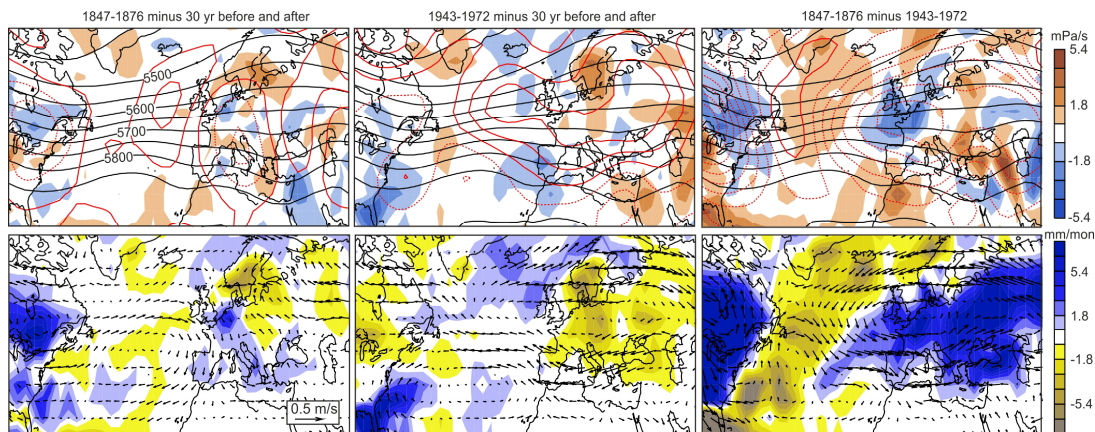 1847-1876 minus 30 yr before and after
1943-1972 minus 30 yr before and after
1847-1876 minus 1943-1972
mPa/s
5.4
1.8
-1.8
-5.4
5500
5600
5700
5800
mm/mon
5.4
1.8
-1.8
-5.4
0.5 m/s